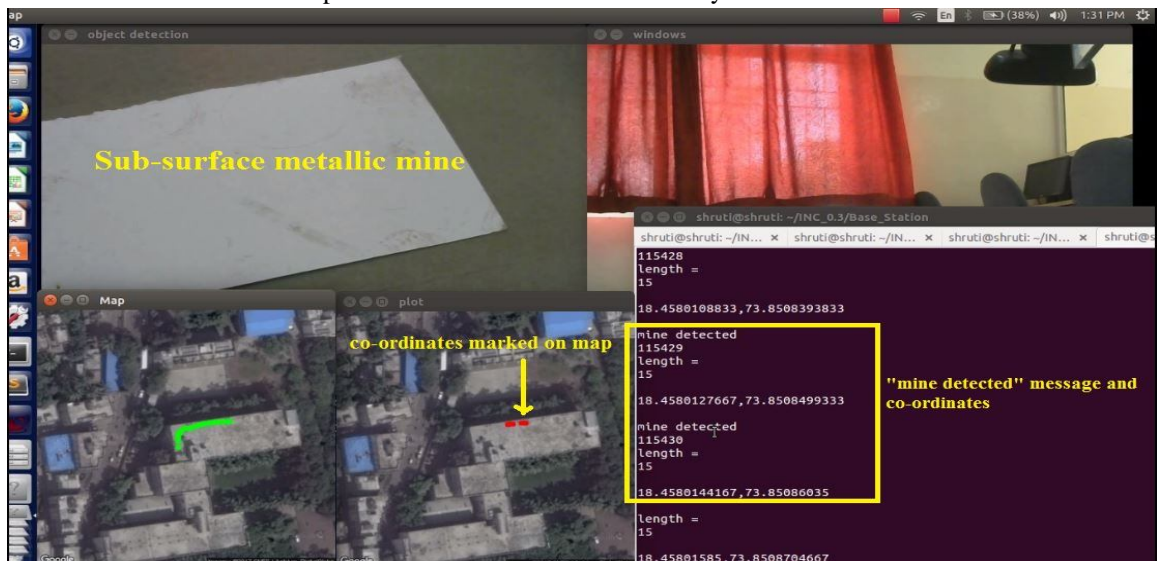 ap
En
(38%)
1:31 PM
object detection
windows
Sub-surface metallic mine
shruti@shruti: ~/INC_0.3/Base_Station
shruti@shruti: ~/IN... × shruti@shruti: ~/IN... × shruti@shruti: ~/IN... × shruti@s
115428
length =
15
18.4580108833,73.8508393833
mine detected
115429
length =
15
18.4580127667,73.8508499333
mine detected
115430
length =
15
18.4580144167,73.85086035
length =
15
18.45801585,73.8508704667
"mine detected" message and
co-ordinates
Map
plot
co-ordinates marked on map
Google